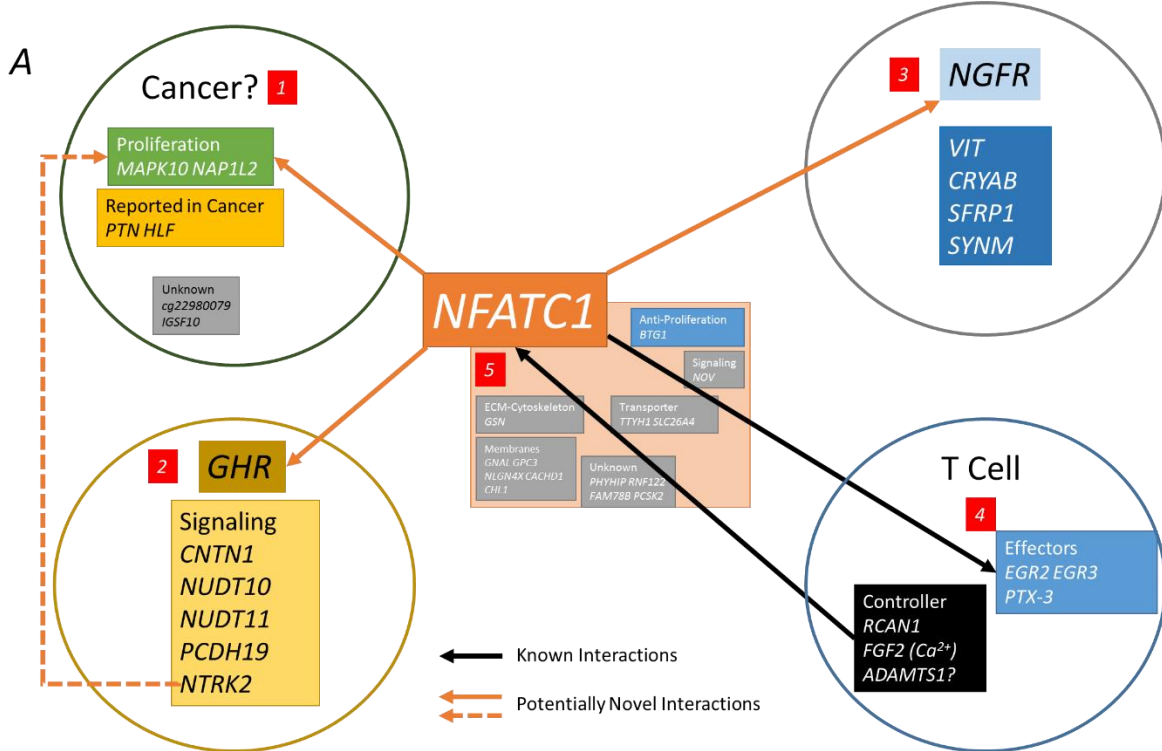 A
Cancer?
1
Proliferation
MAPK10 NAP1L2
Reported in Cancer
PTN HLF
Unknown
cg22980079
IGSF10
3
NGFR
VIT
CRYAB
SFRP1
SYNM
NFATC1
Anti-Proliferation
BTG1
5
Signaling
NOV
ECM-Cytoskeleton
GSN
Transporter
TTYH1 SLC26A4
Membranes
GNAL GPC3
NLGN4X CACHD1
CHL1
Unknown
PHYHIP RNF122
FAM78B PCSK2
2
GHR
Signaling
CNTN1
NUDT10
NUDT11
PCDH19
NTRK2
T Cell
4
Effectors
EGR2 EGR3
PTX-3
Controller
RCAN1
FGF2 (Ca²⁺)
ADAMTS1?
Known Interactions
Potentially Novel Interactions